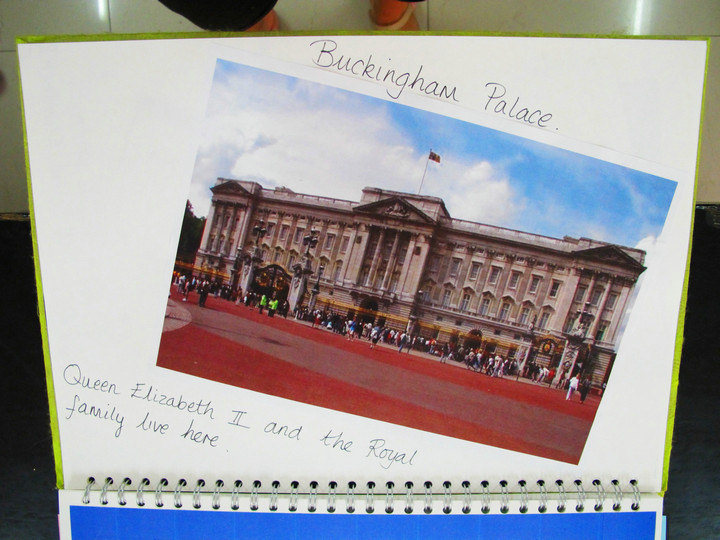 Buckingham Palace.
Queen Elizabeth II and the Royal
family live here.